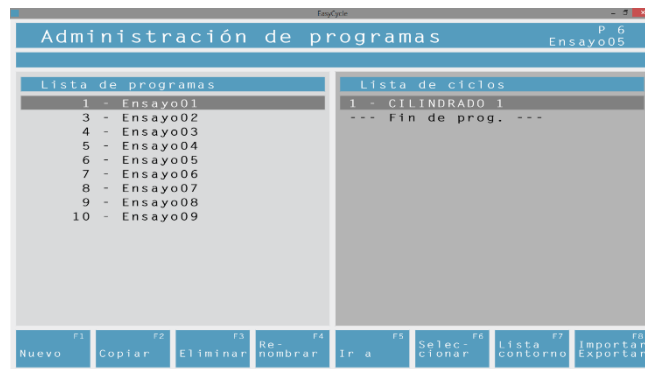 EasyCycle
Administración de programas
P 6
Ensayo05
Lista de programas
1 - Ensayo01
3 - Ensayo02
4 - Ensayo03
5 - Ensayo04
6 - Ensayo05
7 - Ensayo06
8 - Ensayo07
9 - Ensayo08
10 - Ensayo09
Lista de ciclos
1 - CILINDRADO 1
--- Fin de prog. ---
F1
Nuevo
F2
Copiar
F3
Eliminar
F4
Re-
nombrar
F5
Ir a
F6
Selec-
cionar
F7
Lista
contorno
F8
Importar
Exportar